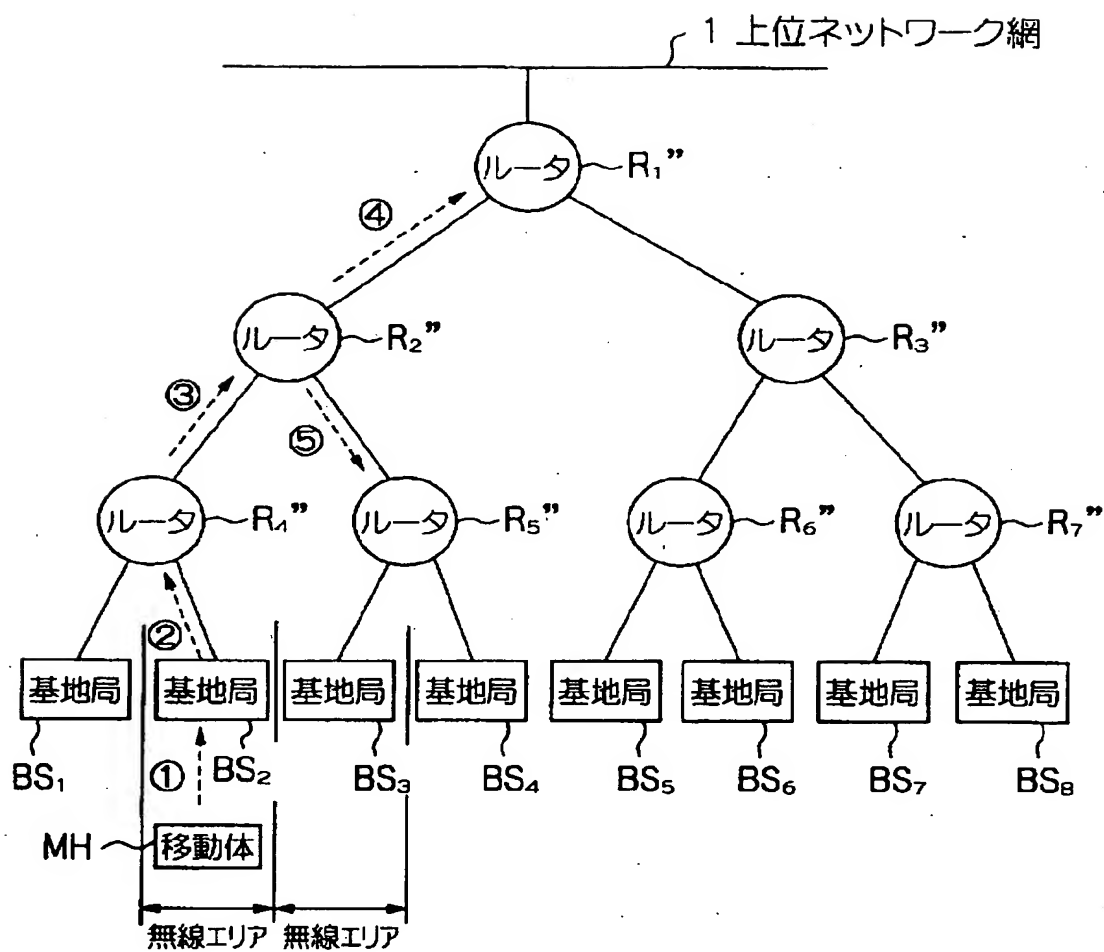 1 上位ネットワーク網
ルータ R₁”
④
ルータ R₂”
ルータ R₃”
③
⑤
ルータ R₄”
ルータ R₅”
ルータ R₆”
ルータ R₇”
②
基地局 基地局 基地局 基地局 基地局 基地局 基地局 基地局
BS₁ ① BS₂ BS₃ BS₄ BS₅ BS₆ BS₇ BS₈
MH 移動体
無線エリア 無線エリア